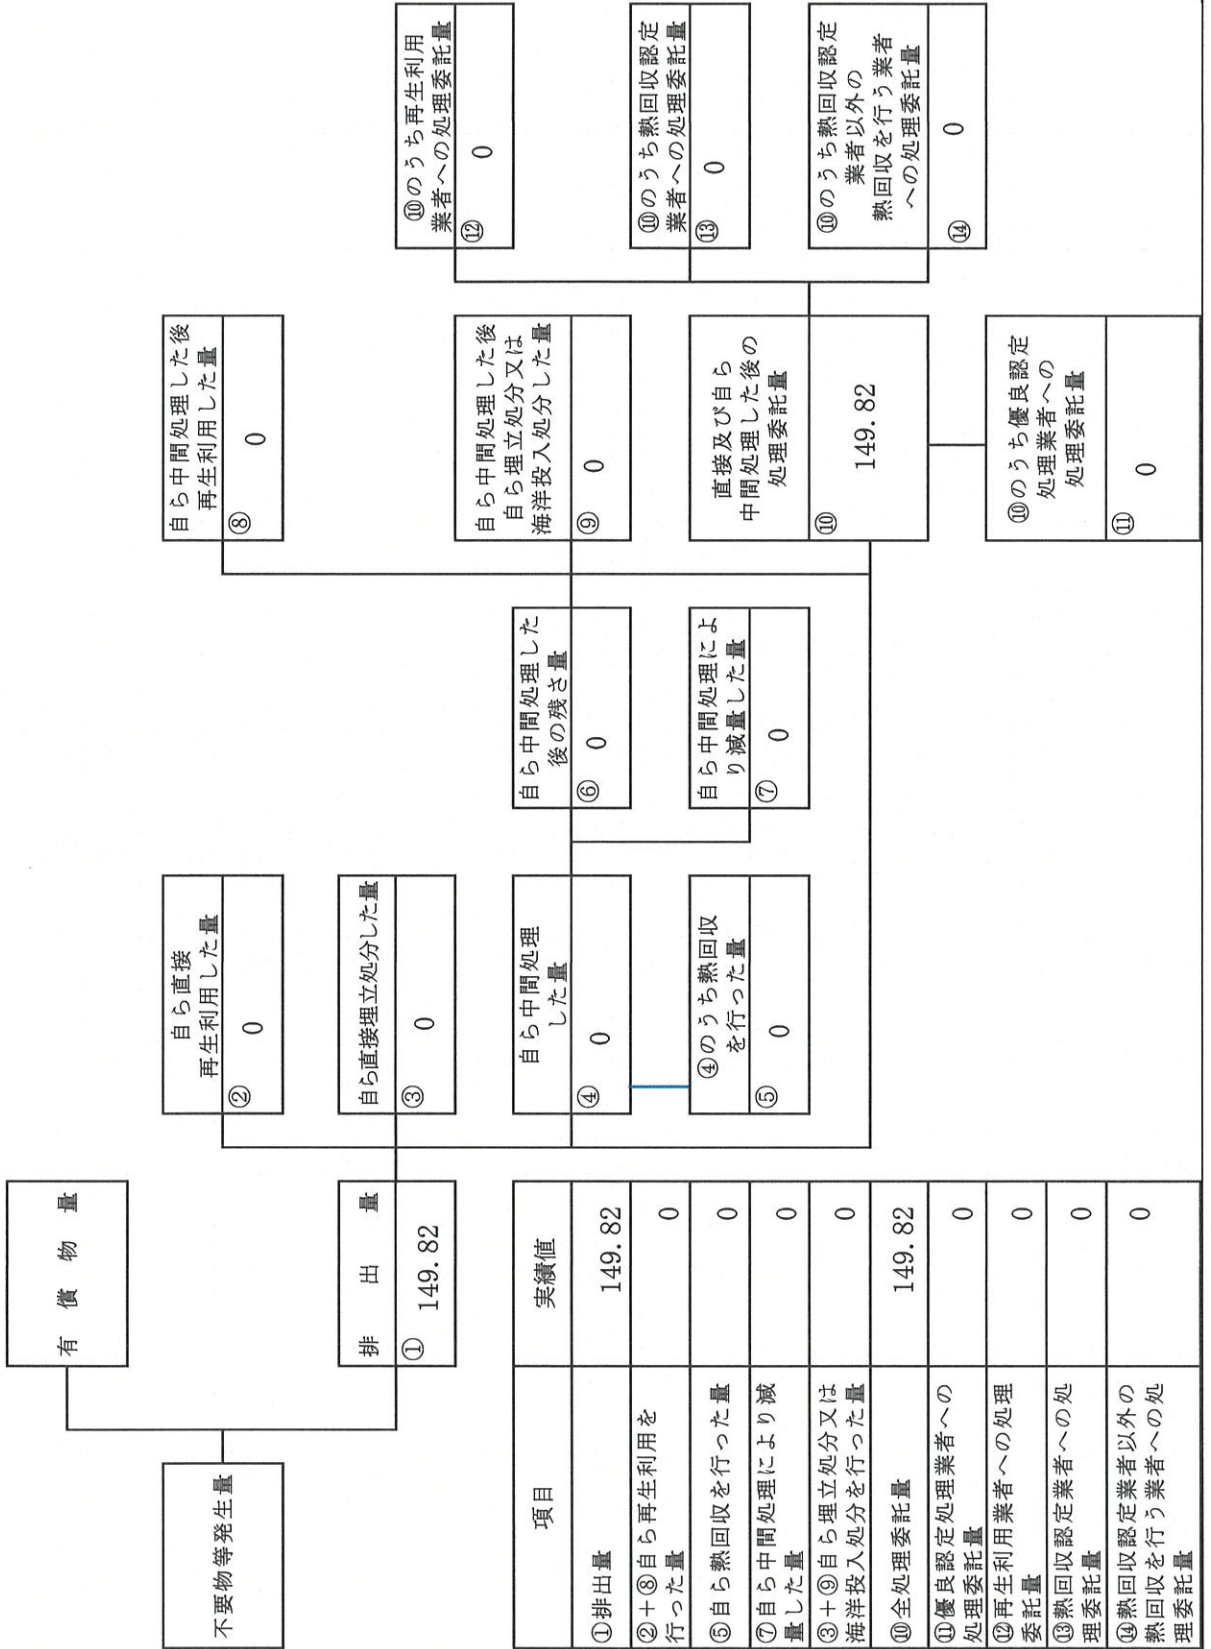 不要物等発生量
有償物量
排出量
① 149.82
自ら直接
再生利用した量
② 0
自ら直接埋立処分した量
③ 0
自ら中間処理
した量
④ 0
④のうち熱回収
を行った量
⑤ 0
自ら中間処理した
後の残さ量
⑥ 0
自ら中間処理によ
り減量した量
⑦ 0
自ら中間処理した後
再生利用した量
⑧ 0
自ら中間処理した後
自ら埋立処分又は
海洋投入処分した量
⑨ 0
直接及び自ら
中間処理した後の
処理委託量
⑩ 149.82
⑩のうち優良認定
処理業者への
処理委託量
⑪ 0
⑩のうち再生利用
業者への処理委託量
⑫ 0
⑩のうち熱回収認定
業者への処理委託量
⑬ 0
⑩のうち熱回収認定
業者以外の
熱回収を行う業者
への処理委託量
⑭ 0
項目 実績値
①排出量 149.82
②+⑧自ら再生利用を
行った量 0
⑤自ら熱回収を行った量 0
⑦自ら中間処理により減
量した量 0
③+⑨自ら埋立処分又は
海洋投入処分を行った量 0
⑩全処理委託量 149.82
⑪優良認定処理業者への
処理委託量 0
⑫再生利用業者への処理
委託量 0
⑬熱回収認定業者への処
理委託量 0
⑭熱回収認定業者以外の
熱回収を行う業者への処
理委託量 0